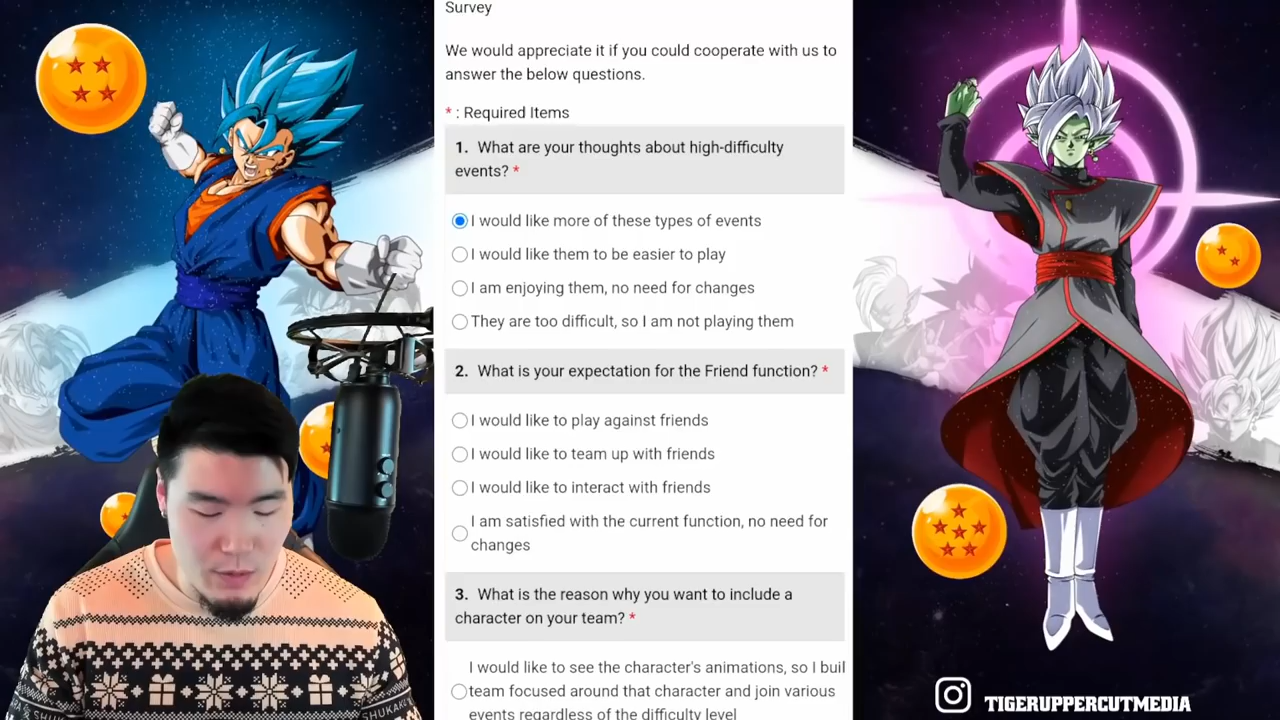 Survey
We would appreciate it if you could cooperate with us to
answer the below questions.
* : Required Items
1. What are your thoughts about high-difficulty
events? *
I would like more of these types of events
I would like them to be easier to play
I am enjoying them, no need for changes
They are too difficult, so I am not playing them
2. What is your expectation for the Friend function? *
I would like to play against friends
I would like to team up with friends
I would like to interact with friends
I am satisfied with the current function, no need for
changes
3. What is the reason why you want to include a
character on your team? *
I would like to see the character's animations, so I buil
team focused around that character and join various
events regardless of the difficulty level
TIGERUPPERCUTMEDIA